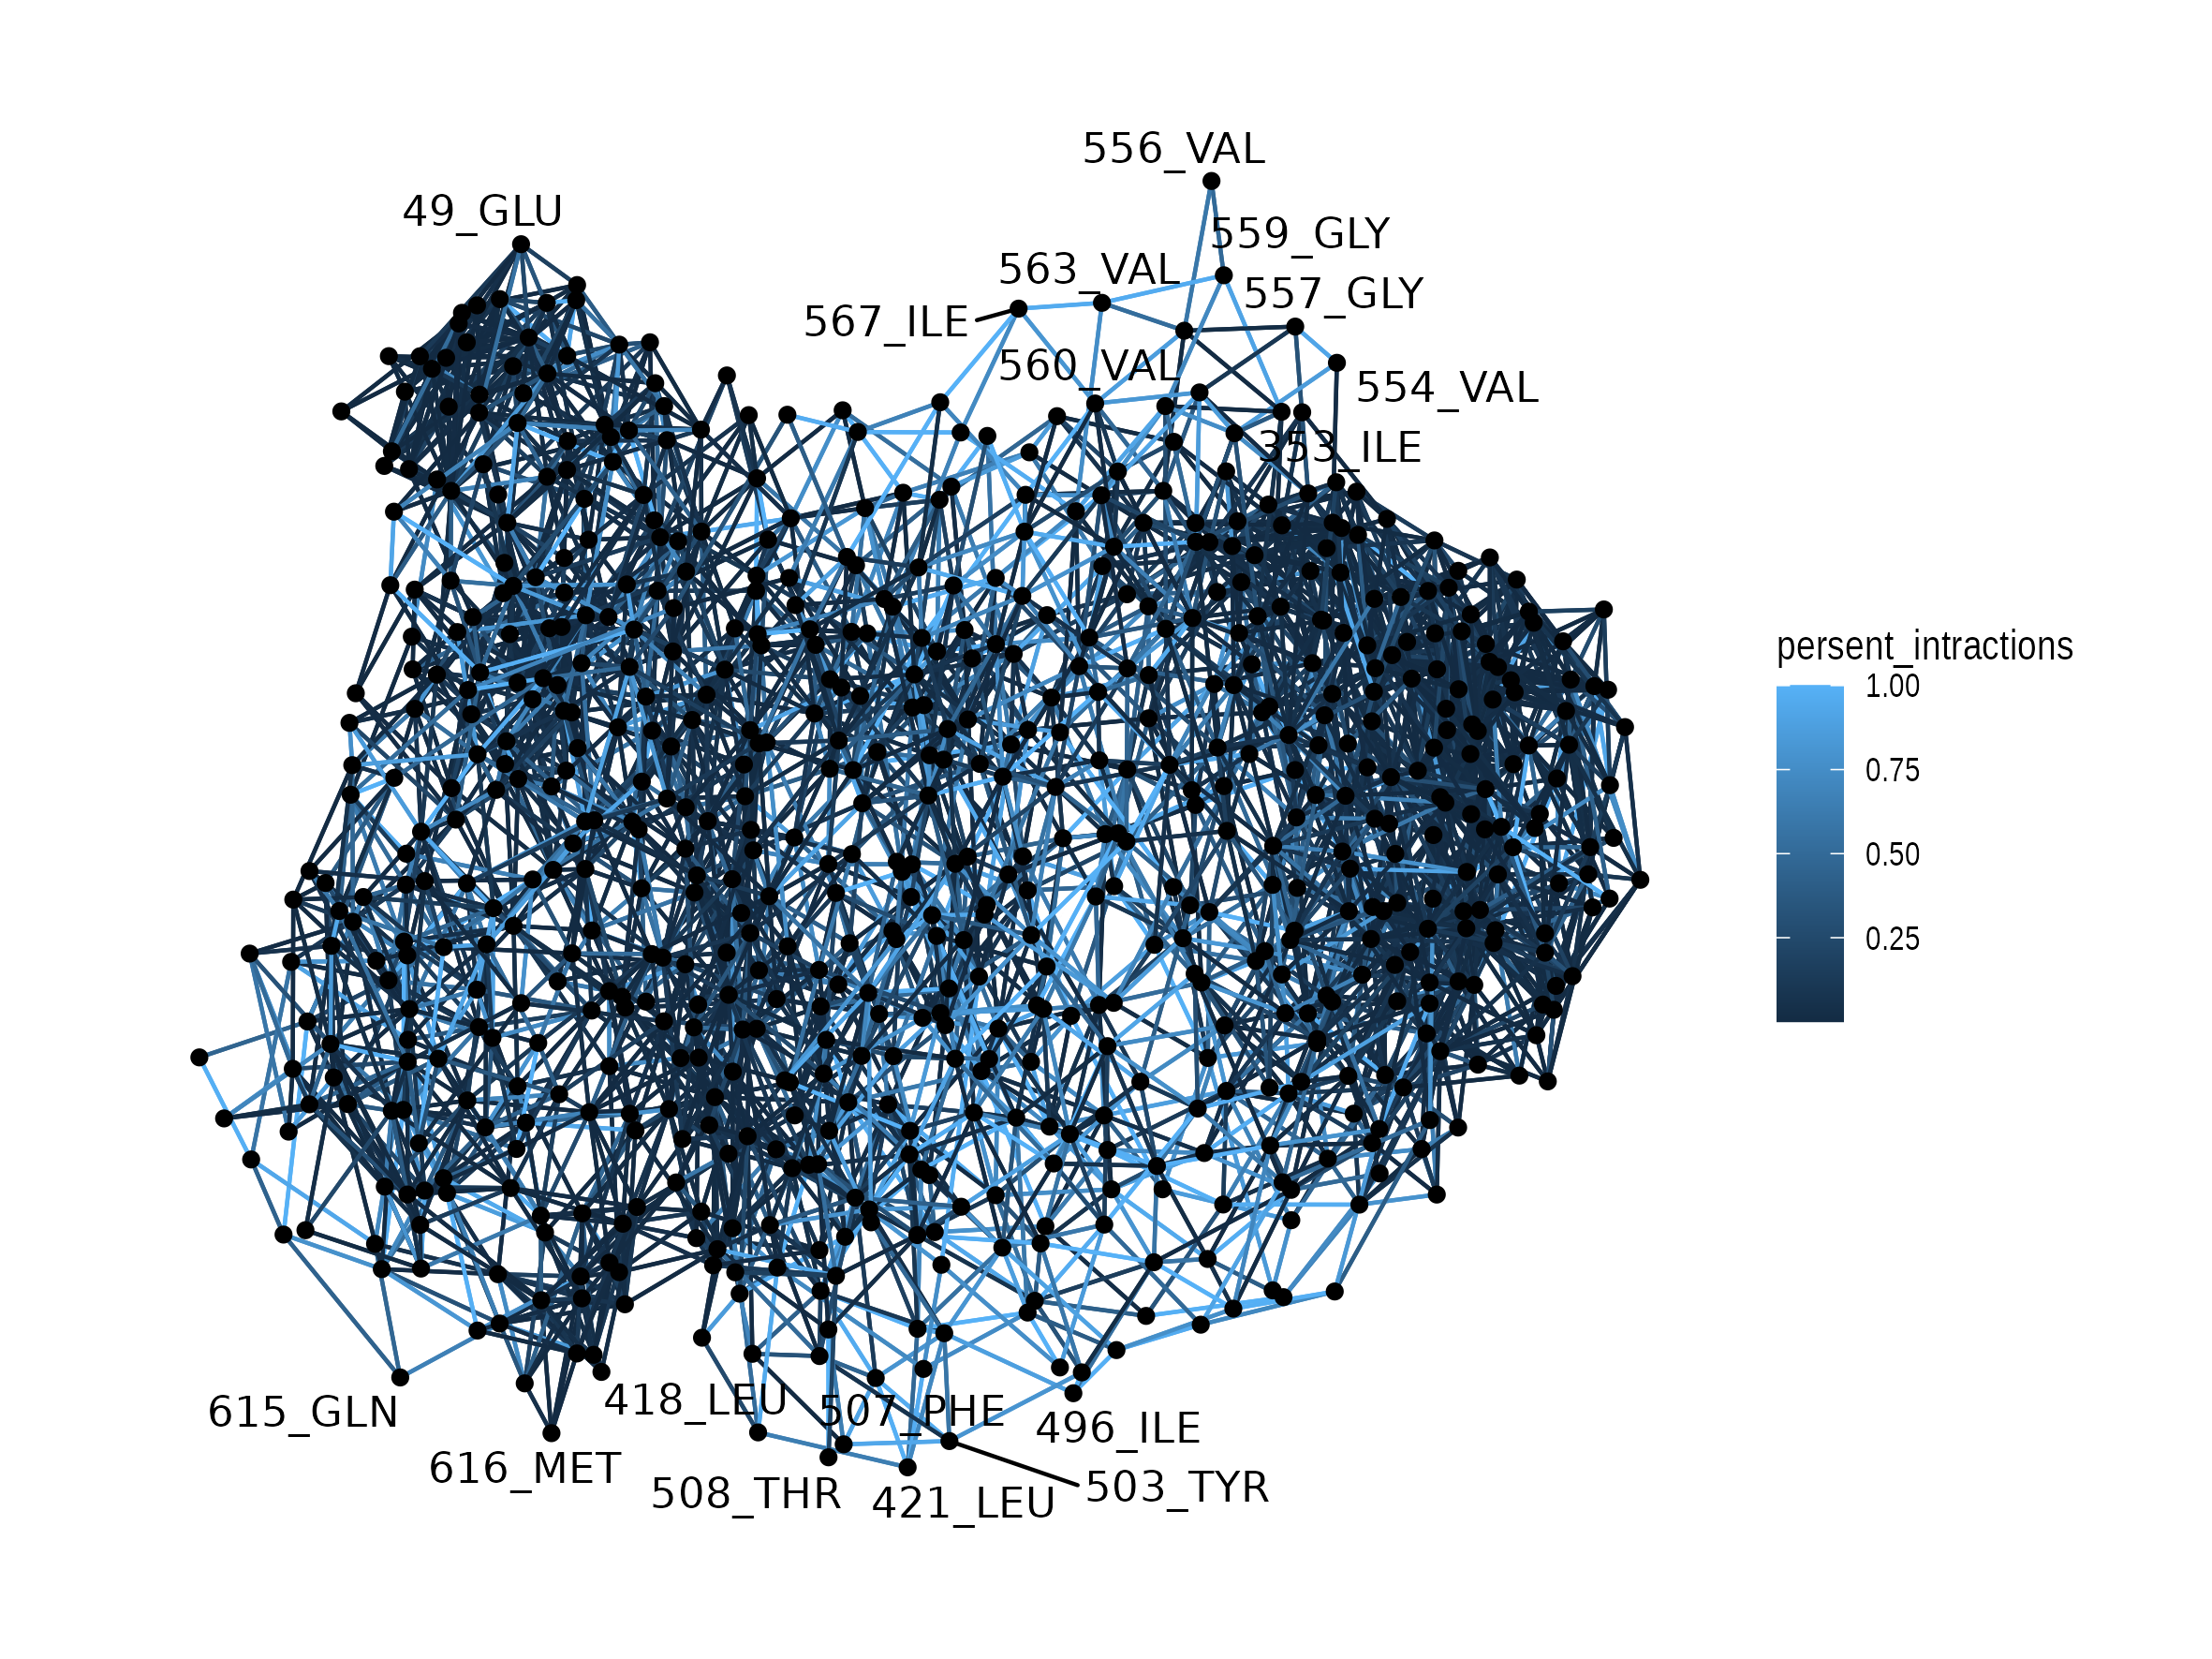 556_VAL
49_GLU
559_GLY
563_VAL
557_GLY
567_ILE
560_VAL
554_VAL
353_ILE
persent_intractions
1.00
0.75
0.50
0.25
418_LEU
507_PHE
615_GLN
496_ILE
616_MET
508_THR
503_TYR
421_LEU